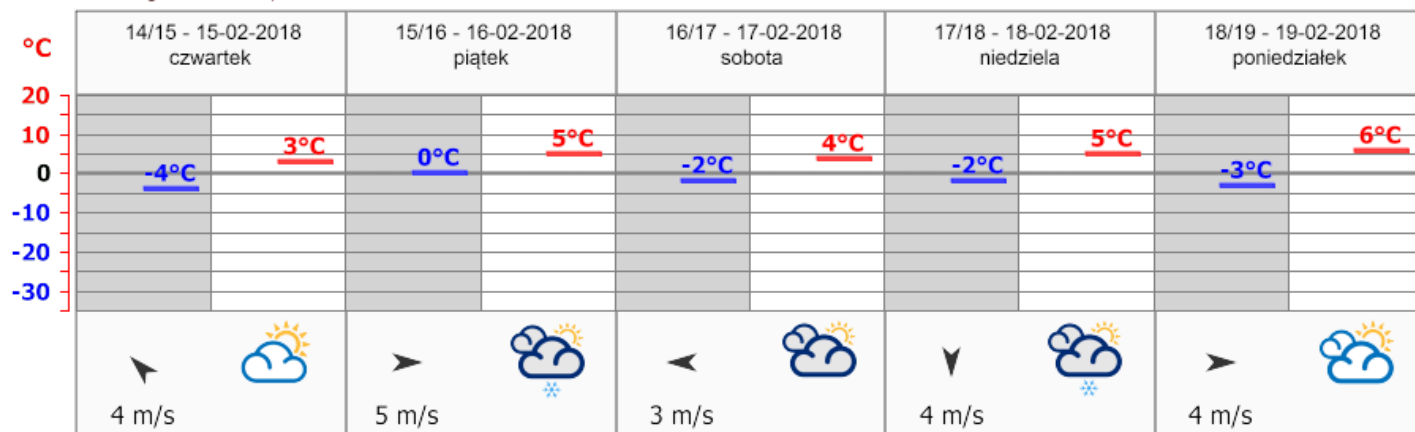 14/15 - 15-02-2018
czwartek
15/16 - 16-02-2018
piątek
16/17 - 17-02-2018
sobota
17/18 - 18-02-2018
niedziela
18/19 - 19-02-2018
poniedziałek
°C
20
10
0
-10
-20
-30
-4°C
3°C
0°C
5°C
-2°C
4°C
-2°C
5°C
-3°C
6°C
4 m/s
5 m/s
3 m/s
4 m/s
4 m/s